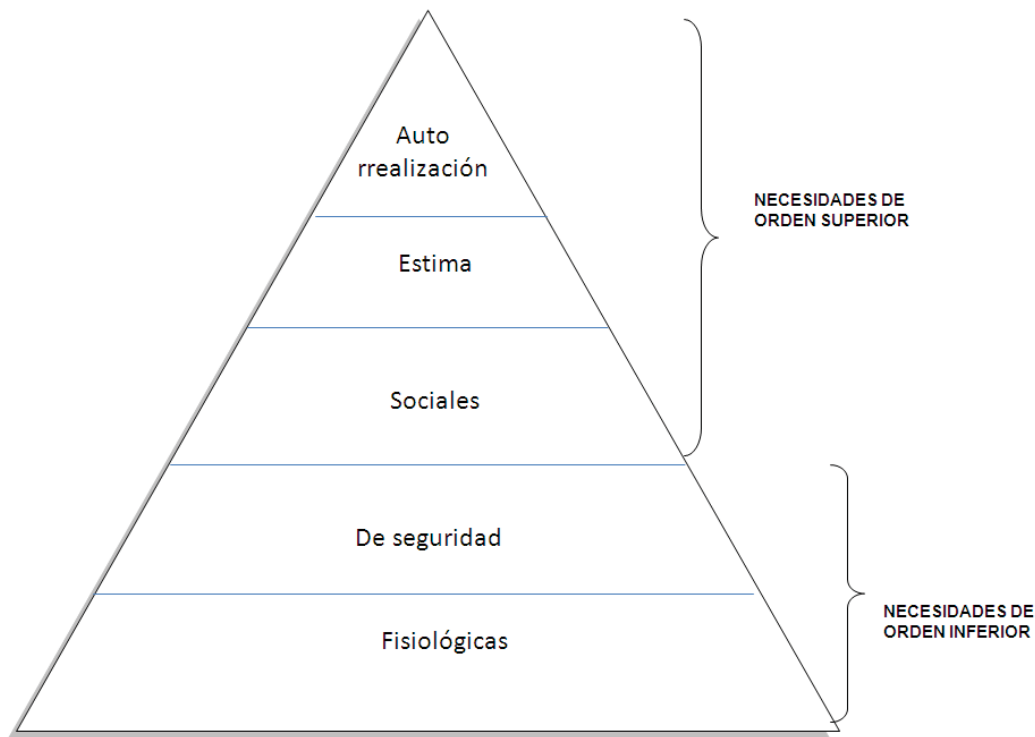 Auto
rrealización
NECESIDADES DE
ORDEN SUPERIOR
Estima
Sociales
De seguridad
Fisiológicas
NECESIDADES DE
ORDEN INFERIOR